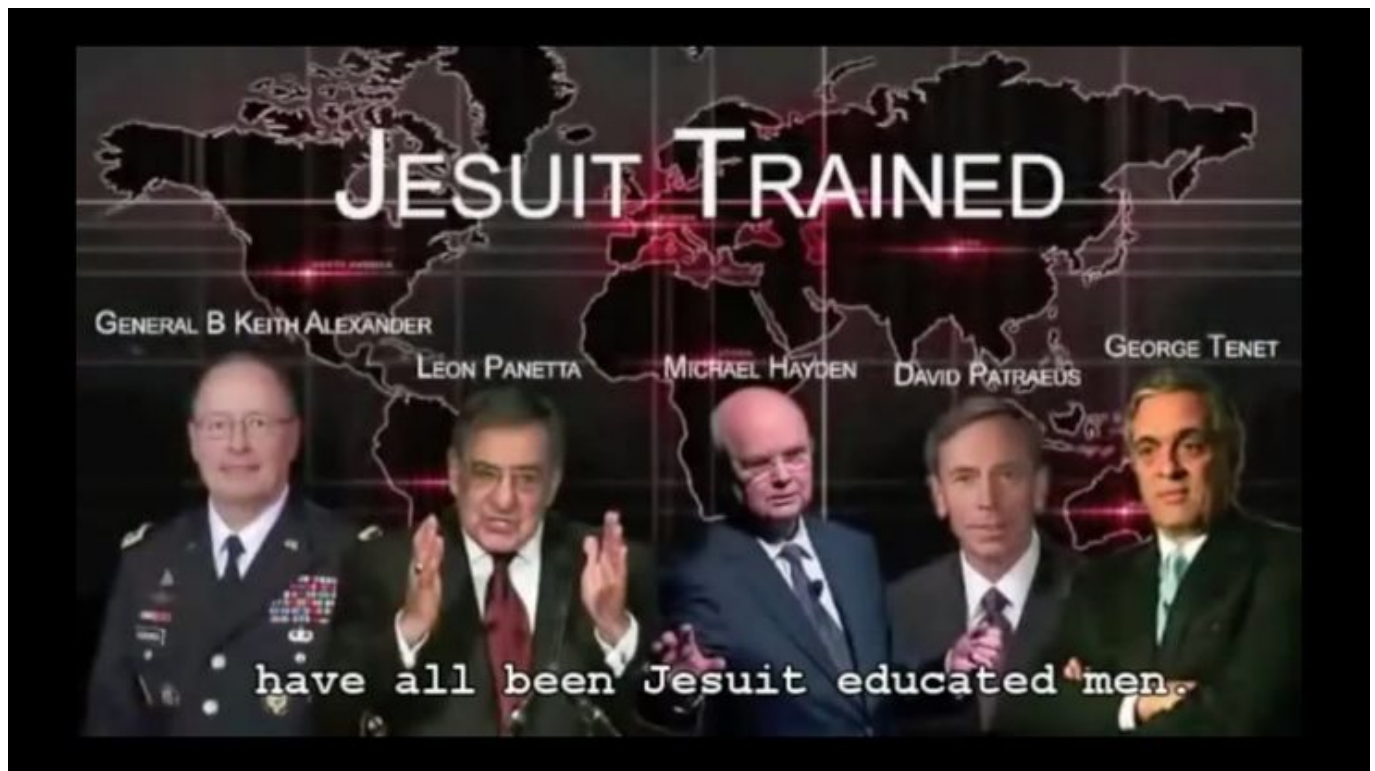 JESUIT TRAINED
GENERAL B KEITH ALEXANDER
LEON PANETTA
MICHAEL HAYDEN
DAVID PATRAEUS
GEORGE TENET
have all been Jesuit educated men.